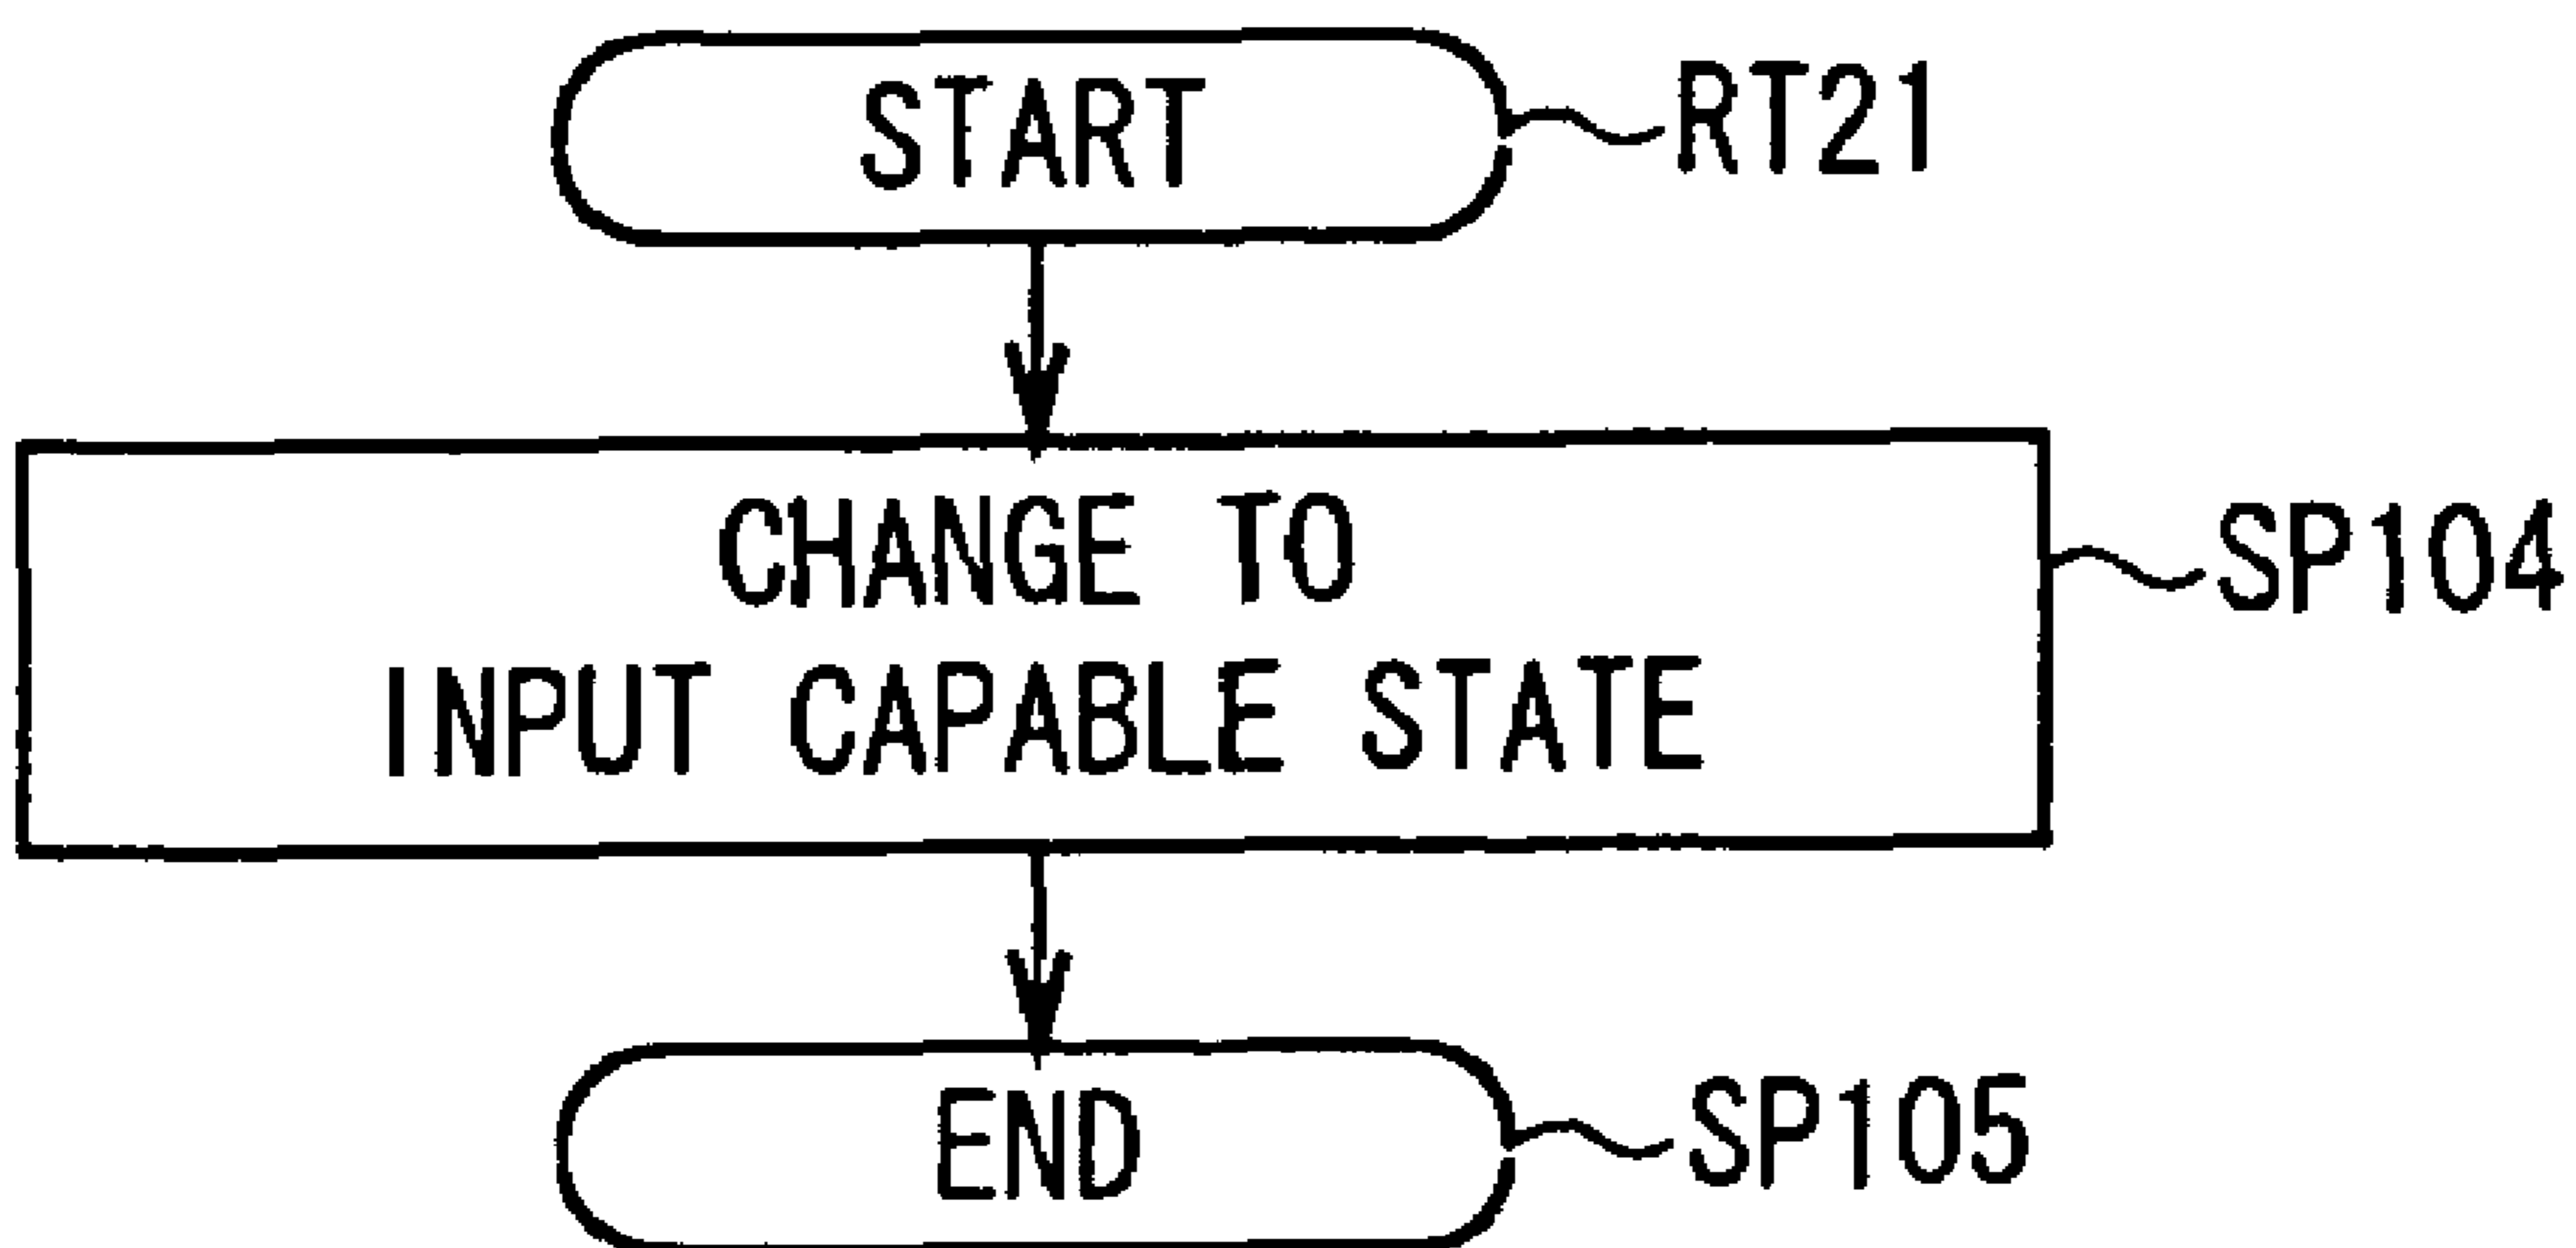 START
RT21
CHANGE TO
INPUT CAPABLE STATE
SP104
END
SP105